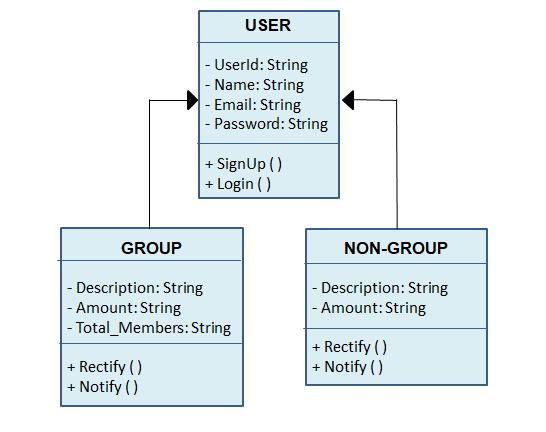 USER
- UserId: String
- Name: String
- Email: String
- Password: String
+ SignUp ( )
+ Login ( )
GROUP
- Description: String
- Amount: String
- Total_Members: String
+ Rectify ( )
+ Notify ( )
NON-GROUP
- Description: String
- Amount: String
+ Rectify ( )
+ Notify ( )